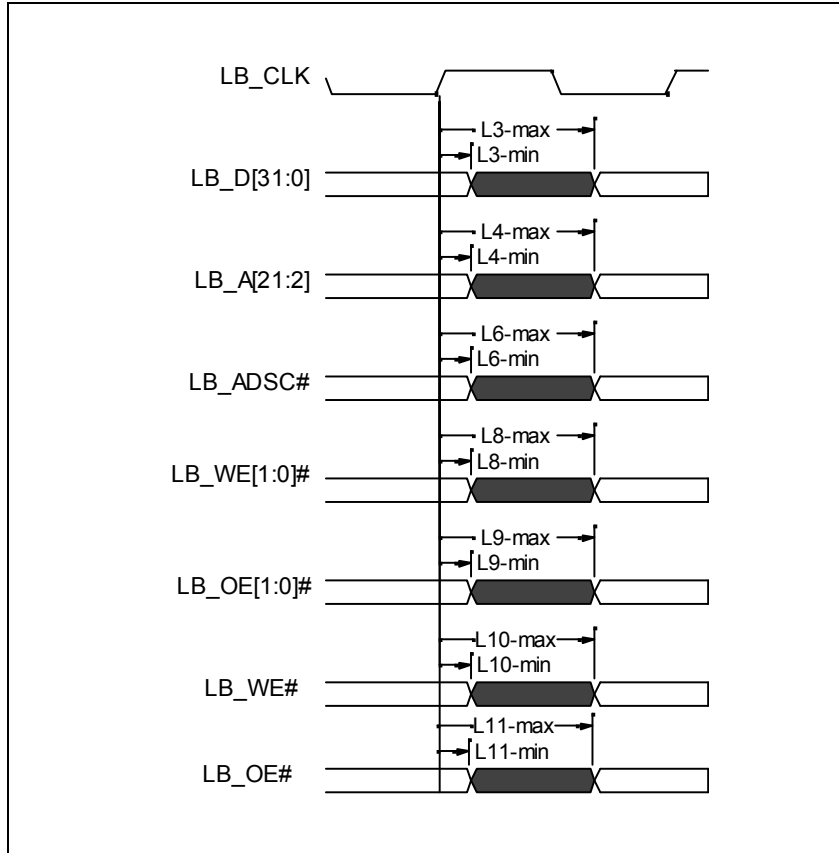 LB_CLK
L3-max
L3-min
LB_D[31:0]
L4-max
L4-min
LB_A[21:2]
L6-max
L6-min
LB_ADSC#
L8-max
L8-min
LB_WE[1:0]#
L9-max
L9-min
LB_OE[1:0]#
L10-max
L10-min
LB_WE#
L11-max
L11-min
LB_OE#